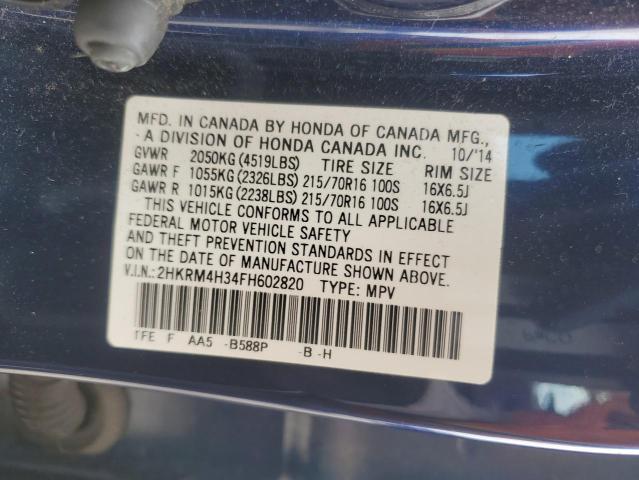 MFD. IN CANADA BY HONDA OF CANADA MFG.,
- A DIVISION OF HONDA CANADA INC. 10/'14
GVWR 2050KG (4519LBS) TIRE SIZE RIM SIZE
GAWR F 1055KG (2326LBS) 215/70R16 100S 16X6.5J
GAWR R 1015KG (2238LBS) 215/70R16 100S 16X6.5J
THIS VEHICLE CONFORMS TO ALL APPLICABLE
FEDERAL MOTOR VEHICLE SAFETY
AND THEFT PREVENTION STANDARDS IN EFFECT
ON THE DATE OF MANUFACTURE SHOWN ABOVE.
V.I.N.: 2HKRM4H34FH602820 TYPE: MPV
TFE F AA5 -B588P -B -H